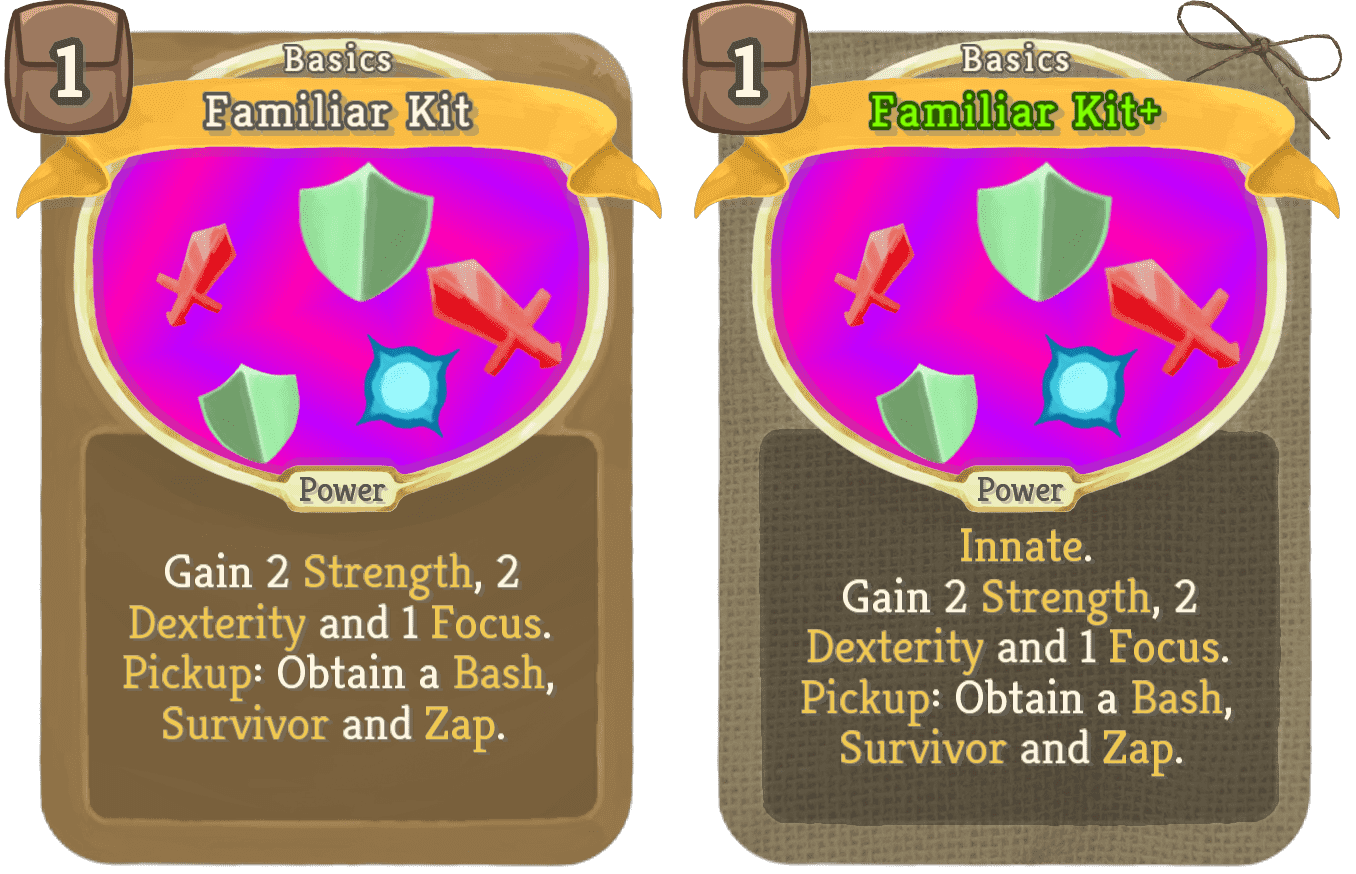 1
Basics
Familiar Kit
Power
Gain 2 Strength, 2
Dexterity and 1 Focus.
Pickup: Obtain a Bash,
Survivor and Zap.
1
Basics
Familiar Kit+
Power
Innate.
Gain 2 Strength, 2
Dexterity and 1 Focus.
Pickup: Obtain a Bash,
Survivor and Zap.